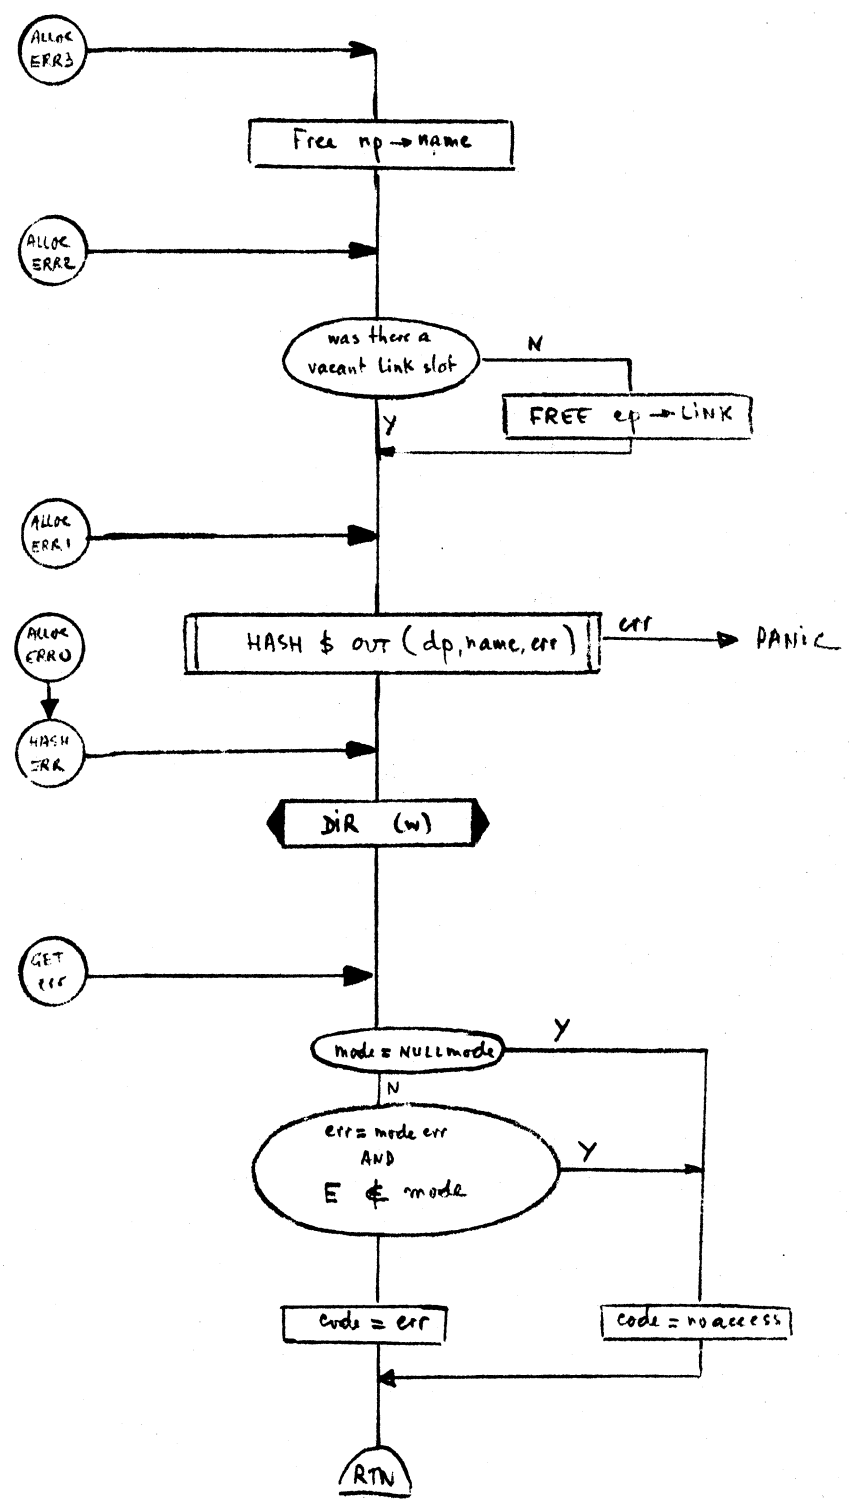 ALLOC
ERR3
Free np → name
ALLOC
ERR2
was there a
vacant link slot
N
FREE ep → LINK
Y
ALLOC
ERR1
HASH $ OUT (dp, name, err)
err
PANIC
ALLOC
ERR0
HASH
ERR
DIR (w)
GET
err
mode = NULLmode
Y
N
err = mode err
AND
E ∉ mode
Y
code = err
code = noaccess
RTN